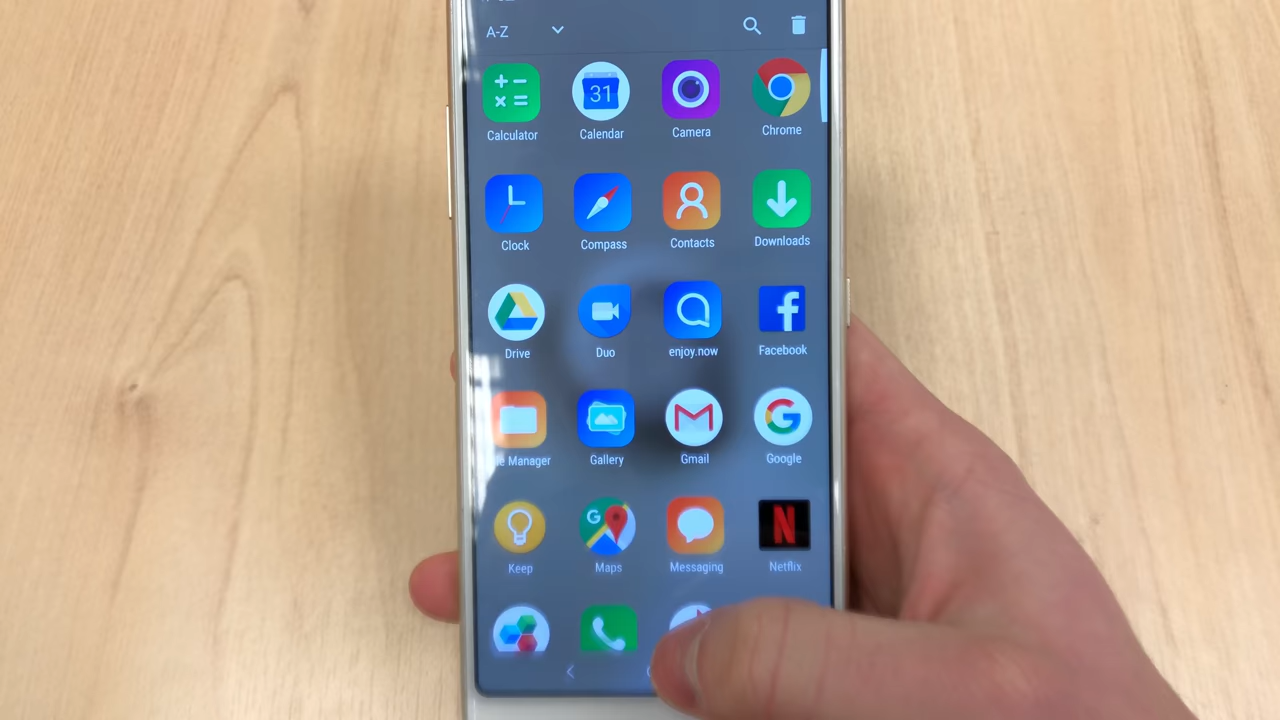 A-Z
31
Calculator Calendar Camera Chrome
Clock Compass Contacts Downloads
Drive Duo enjoy.now Facebook
Manager Gallery Gmail Google
Keep Maps Messaging Netflix